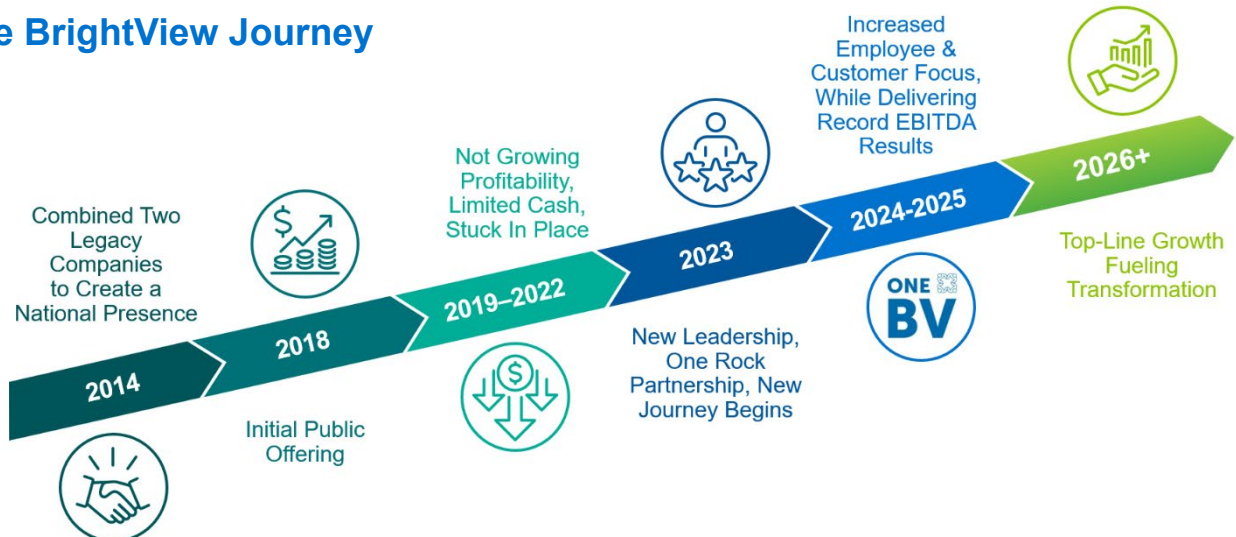 e BrightView Journey
Combined Two
Legacy
Companies
to Create a
National Presence
2014
2018
Initial Public
Offering
Not Growing
Profitability,
Limited Cash,
Stuck In Place
2019–2022
2023
New Leadership,
One Rock
Partnership, New
Journey Begins
Increased
Employee &
Customer Focus,
While Delivering
Record EBITDA
Results
2024-2025
ONE
BV
2026+
Top-Line Growth
Fueling
Transformation
$
$